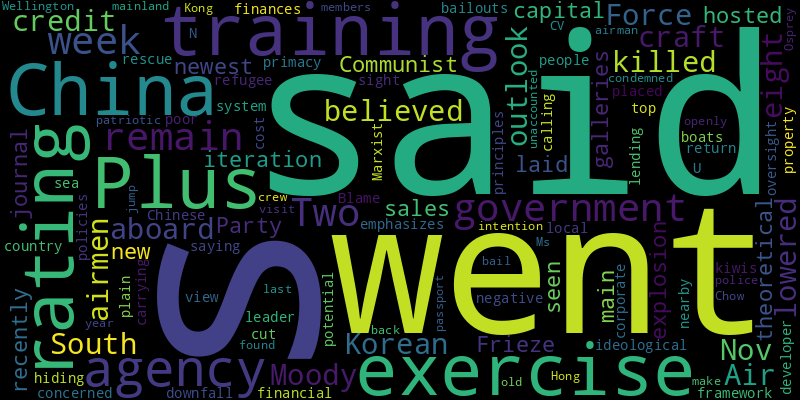 Wellington mainland Kong finances bailouts CV people hosted
credit N members capital Force
week training airman craft
China newest rescue primacy Communist outlook killed Osprey
refugee sight condemned
system believed unaccounted calling placed eight
patriotic poor top openly
remain said galleries boats
journal iteration cost Marxist principles laid lending U return oversight property
rating sea Plus crew sales government
jump Chinese visit Blame
policies aboard Party Two emphasizes intention local
country new saying S went Ms explosion theoretical lowered
airmen carrying view last bail seen main corporate kiwis
recently plain leader potential passport negative nearby police Chow
year cut back
South found Korean Frieze ideological Nov
hiding agency Moody exercise Air developer
concerned downfall financial old Hong make framework